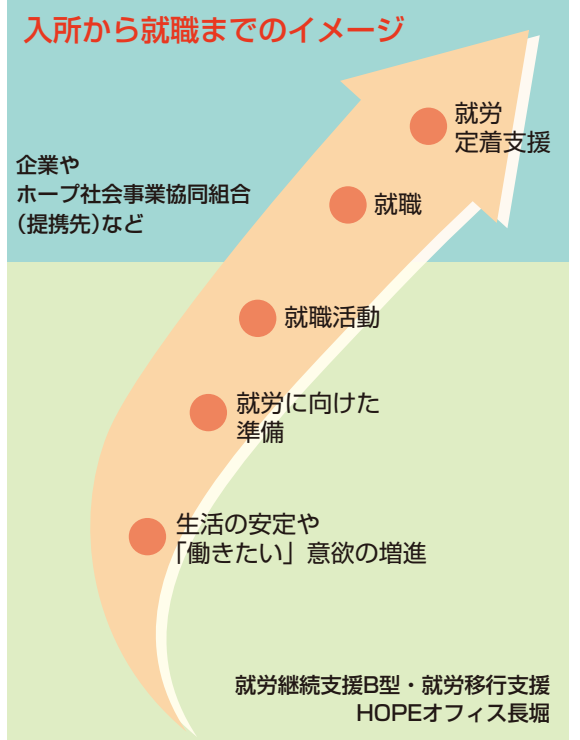 入所から就職までのイメージ
就労
定着支援
企業や
ホープ社会事業協同組合
(提携先)など
就職
就職活動
就労に向けた
準備
生活の安定や
「働きたい」意欲の増進
就労継続支援B型・就労移行支援
HOPEオフィス長堀